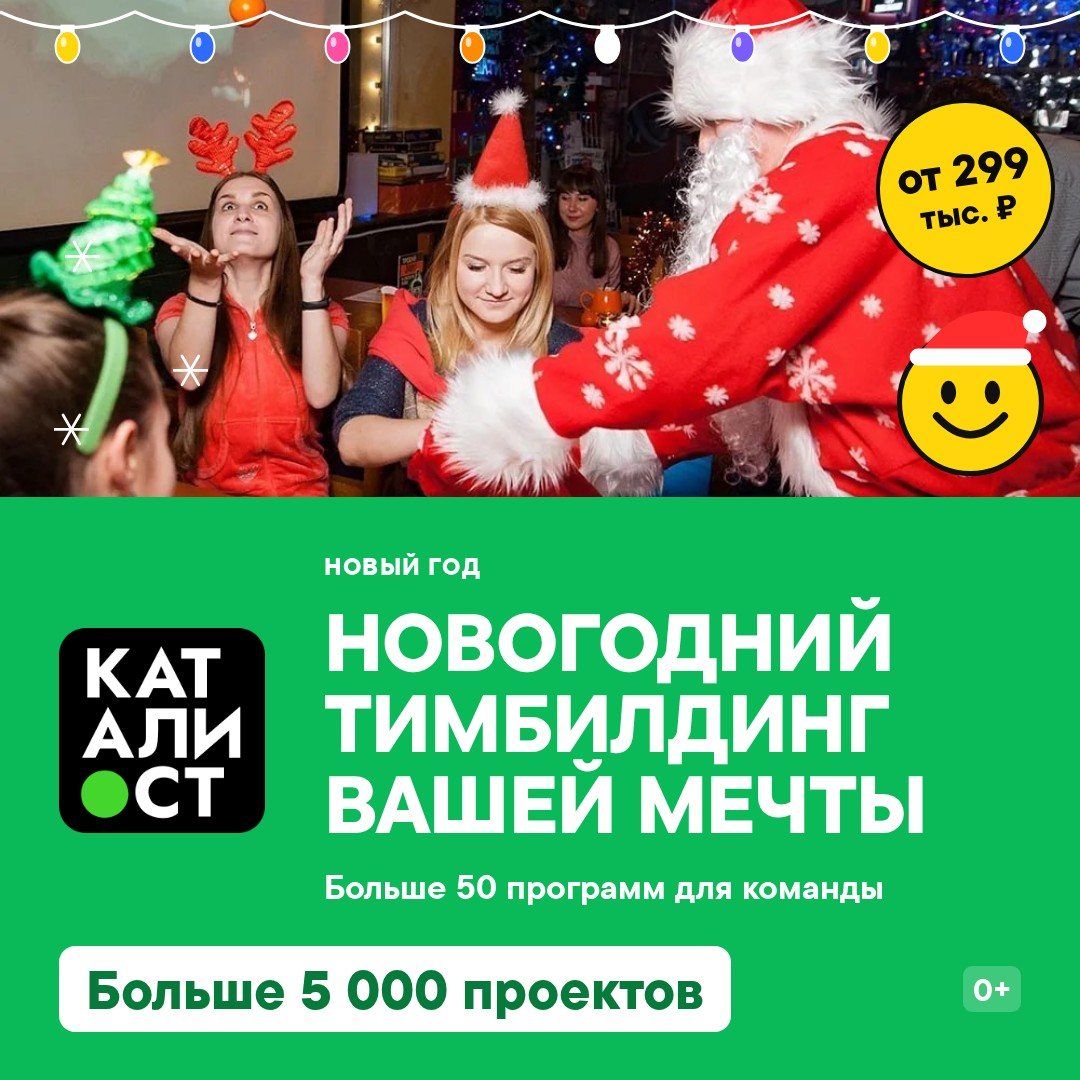 от 299
тыс. ₽
НОВЫЙ ГОД
НОВОГОДНИЙ
ТИМБИЛДИНГ
ВАШЕЙ МЕЧТЫ
КАТ
АЛИ
СТ
Больше 50 программ для команды
Больше 5 000 проектов
0+